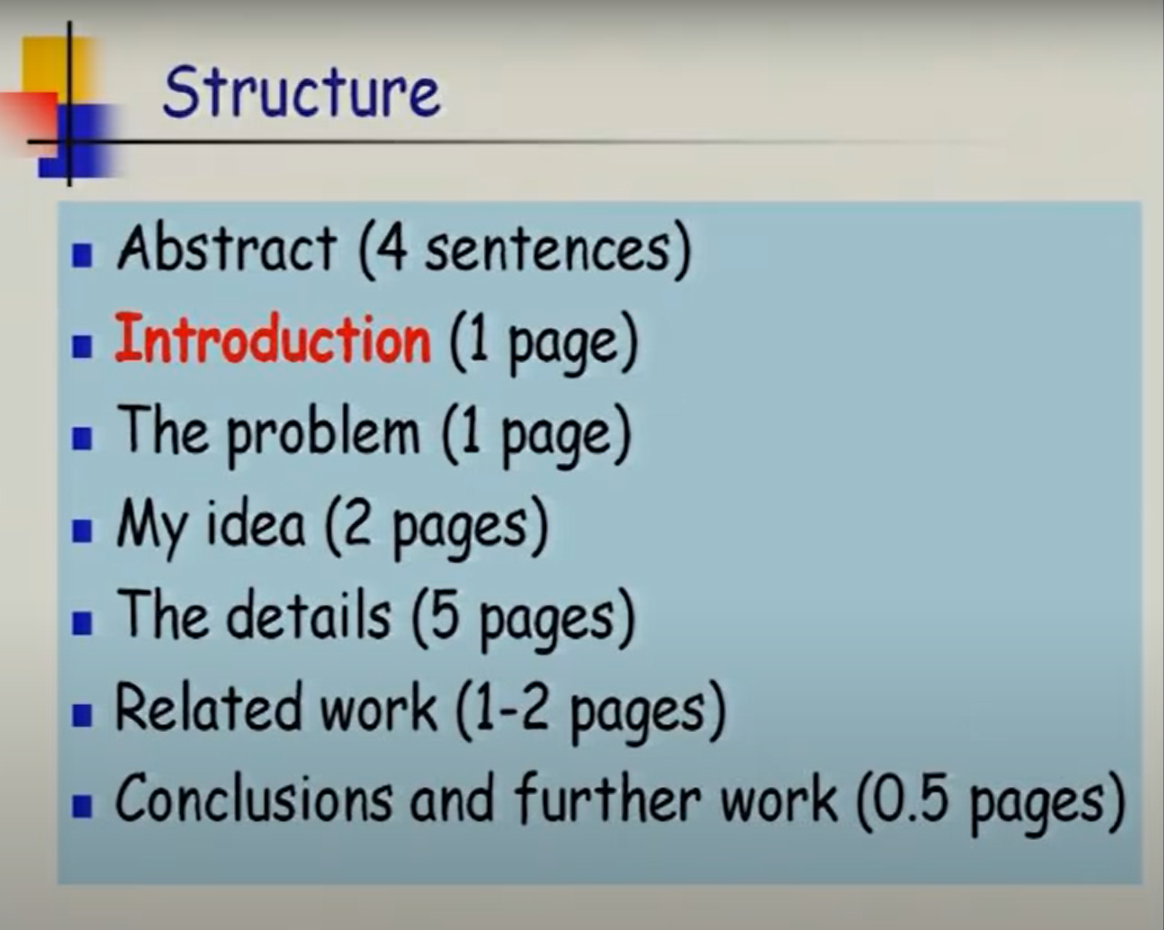 Structure
Abstract (4 sentences)
Introduction (1 page)
The problem (1 page)
My idea (2 pages)
The details (5 pages)
Related work (1-2 pages)
Conclusions and further work (0.5 pages)